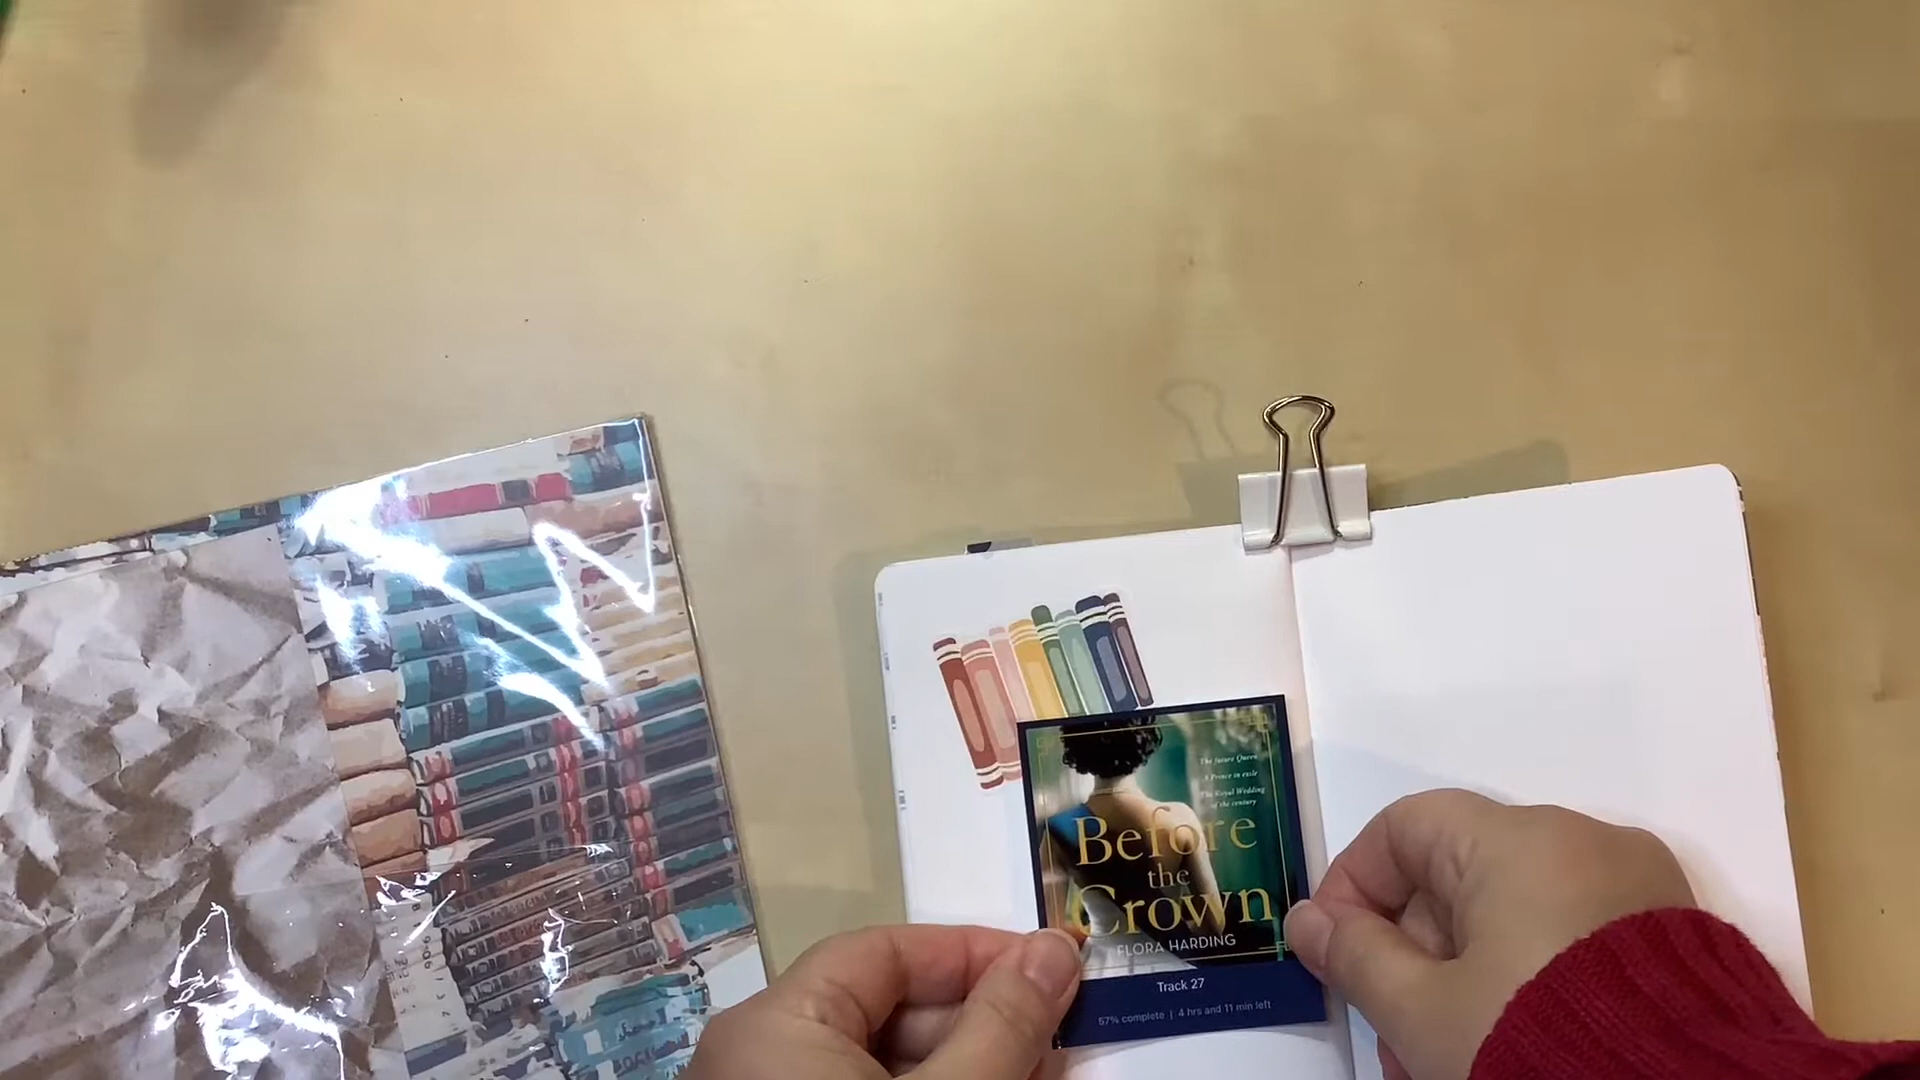 The future Queen
A Prince in exile
The Royal Wedding
of the century
Before
the
Crown
FLORA HARDING
Track 27
57% complete | 4 hrs and 11 min left